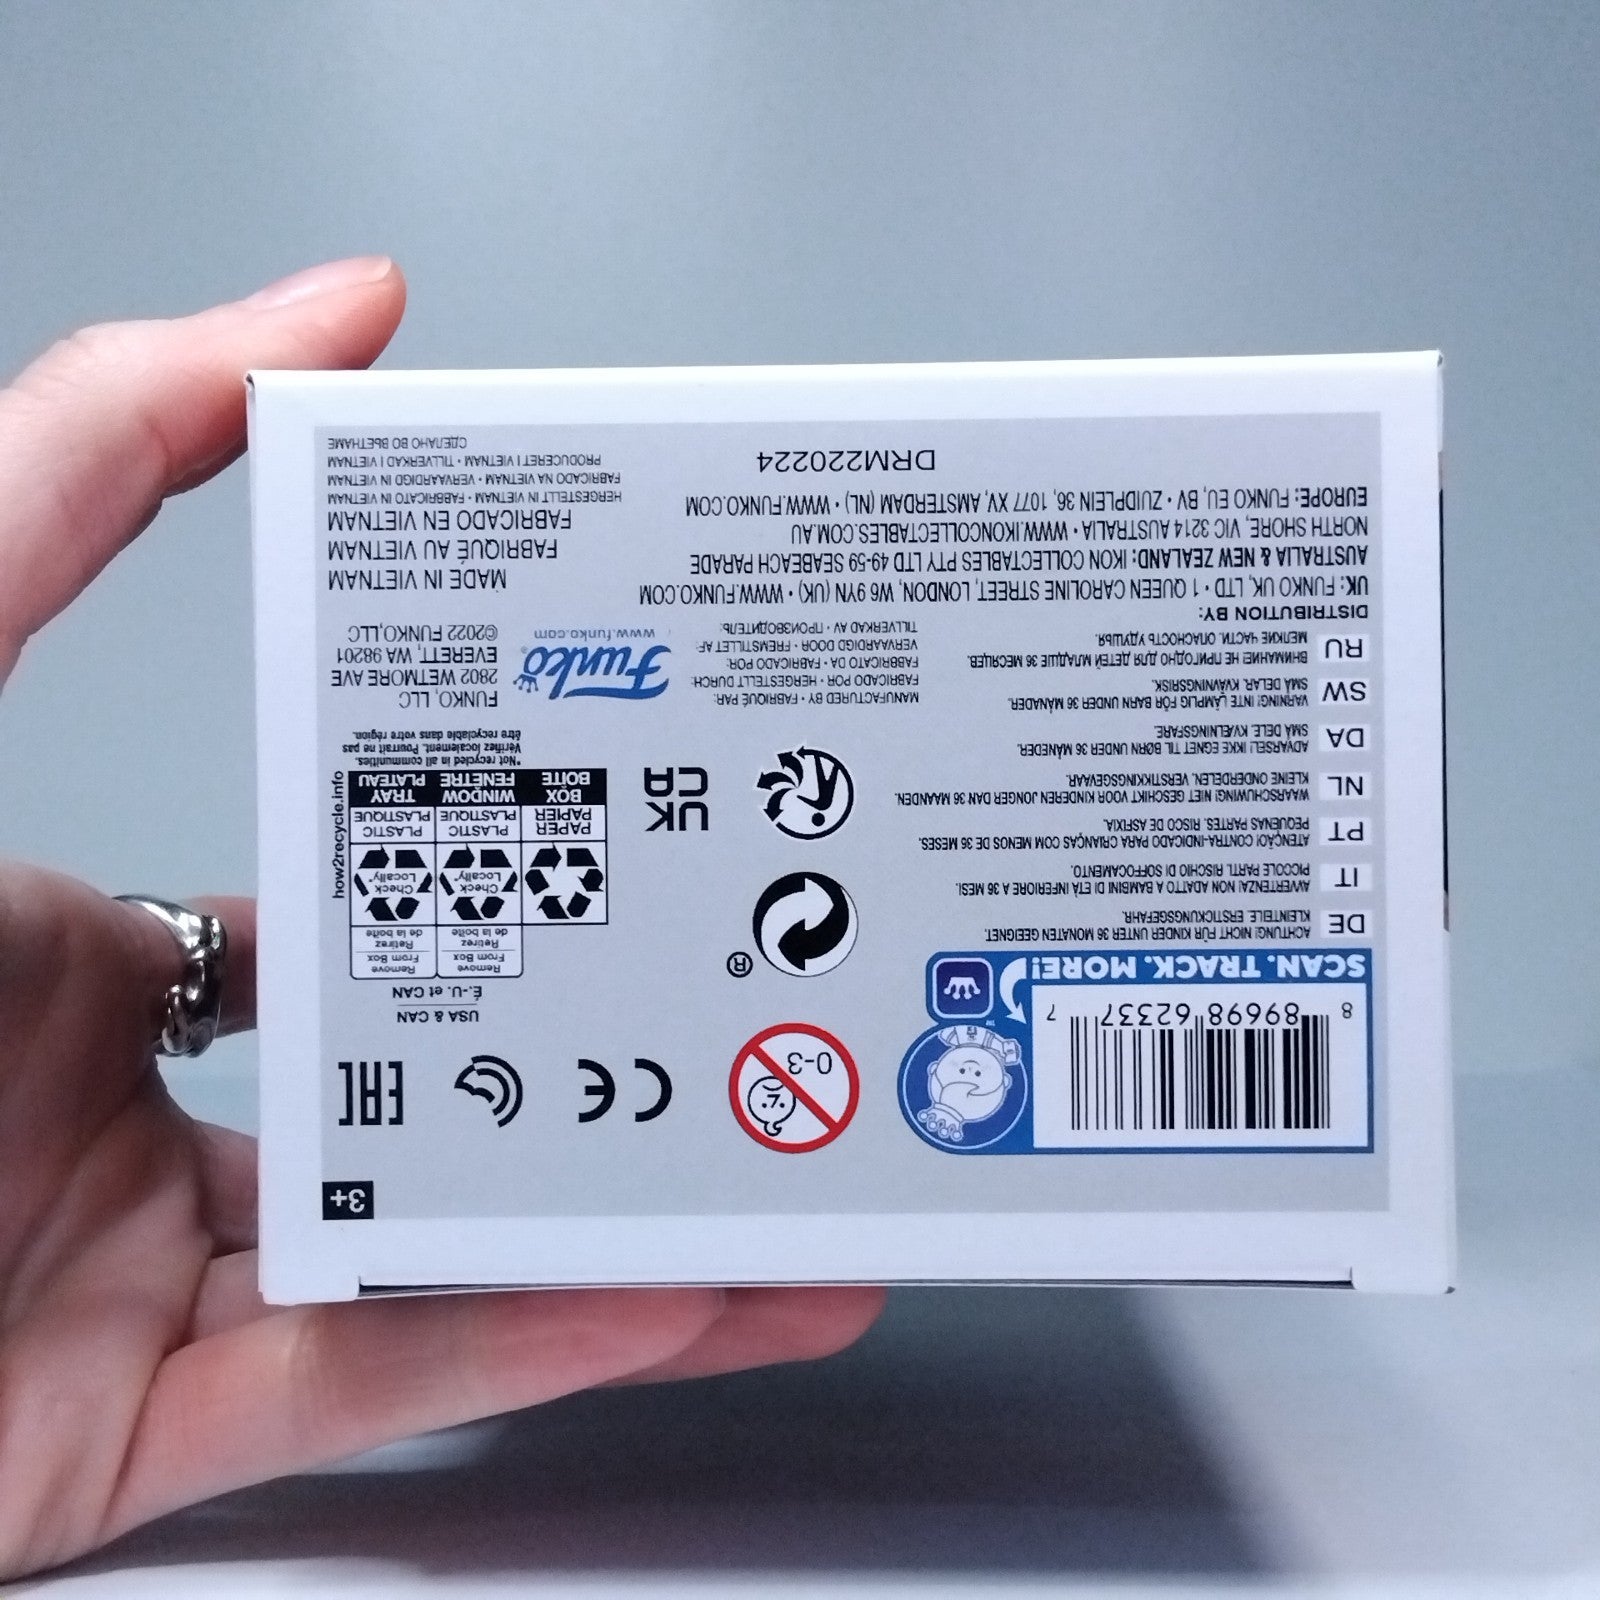 3+
8 89698 62337 7
SCAN. TRACK. MORE!
TM
0-3
CE
EAC
USA & CAN
É.-U. et CAN
Remove
From Box
Retirez
de la boîte
Remove
From Box
Retirez
de la boîte
Check
Locally*
Check
Locally*
PAPER
PAPIER
PLASTIC
PLASTIQUE
PLASTIC
PLASTIQUE
BOX
BOÎTE
WINDOW
FENÊTRE
TRAY
PLATEAU
how2recycle.info
*Not recycled in all communities.
Vérifiez localement. Pourrait ne pas
être recyclable dans votre région.
®
UK
CA
DE ACHTUNG! NICHT FÜR KINDER UNTER 36 MONATEN GEEIGNET.
KLEINTEILE. ERSTICKUNGSGEFAHR.
IT AVVERTENZA! NON ADATTO A BAMBINI DI ETÀ INFERIORE A 36 MESI.
PICCOLE PARTI. RISCHIO DI SOFFOCAMENTO.
PT ATENÇÃO! CONTRA-INDICADO PARA CRIANÇAS COM MENOS DE 36 MESES.
PEQUENAS PARTES. RISCO DE ASFIXIA.
NL WAARSCHUWING! NIET GESCHIKT VOOR KINDEREN JONGER DAN 36 MAANDEN.
KLEINE ONDERDELEN. VERSTIKKINGSGEVAAR.
DA ADVARSEL! IKKE EGNET TIL BØRN UNDER 36 MÅNEDER.
SMÅ DELE. KVÆLNINGSFARE.
SW VARNING! INTE LÄMPLIG FÖR BARN UNDER 36 MÅNADER.
SMÅ DELAR. KVÄVNINGSRISK.
RU ВНИМАНИЕ! НЕ ПРИГОДНО ДЛЯ ДЕТЕЙ МЛАДШЕ 36 МЕСЯЦЕВ.
МЕЛКИЕ ЧАСТИ. ОПАСНОСТЬ УДУШЬЯ.
MANUFACTURED BY • FABRIQUÉ PAR:
FABRICADO POR • HERGESTELLT DURCH:
FABBRICATO DA • FABRICADO POR:
VERVAARDIGD DOOR • FREMSTILLET AF:
TILLVERKAD AV • ПРОИЗВОДИТЕЛЬ:
Funko®
www.funko.com
FUNKO, LLC
2802 WETMORE AVE
EVERETT, WA 98201
©2022 FUNKO,LLC
DISTRIBUTION BY:
UK: FUNKO UK, LTD • 1 QUEEN CAROLINE STREET, LONDON, W6 9YN (UK) • WWW.FUNKO.COM
AUSTRALIA & NEW ZEALAND: IKON COLLECTABLES PTY LTD 49-59 SEABEACH PARADE
NORTH SHORE, VIC 3214 AUSTRALIA • WWW.IKONCOLLECTABLES.COM.AU
EUROPE: FUNKO EU, BV • ZUIDPLEIN 36, 1077 XV, AMSTERDAM (NL) • WWW.FUNKO.COM
DRM220224
MADE IN VIETNAM
FABRIQUÉ AU VIETNAM
FABRICADO EN VIETNAM
HERGESTELLT IN VIETNAM • FABBRICATO IN VIETNAM
FABRICADO NA VIETNAM • VERVAARDIGD IN VIETNAM
PRODUCERET I VIETNAM • TILLVERKAD I VIETNAM
СДЕЛАНО ВО ВЬЕТНАМЕ